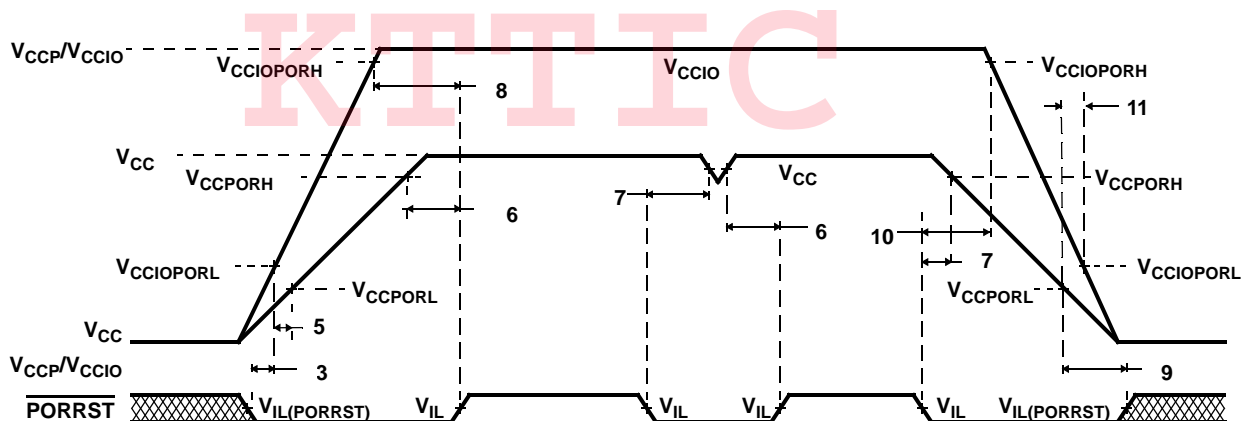 KTTIC
VCCP/VCCIO
VCCIOPORH
VCCIO
VCCIOPORH
8
11
VCC
VCCPORH
VCC
VCCPORH
6
7
6
10
7
VCCIOPORL
VCCPORL
VCCPORL
VCCIOPORL
5
VCC
VCCP/VCCIO
3
9
PORRST
VIL(PORRST)
VIL
VIL
VIL
VIL
VIL(PORRST)